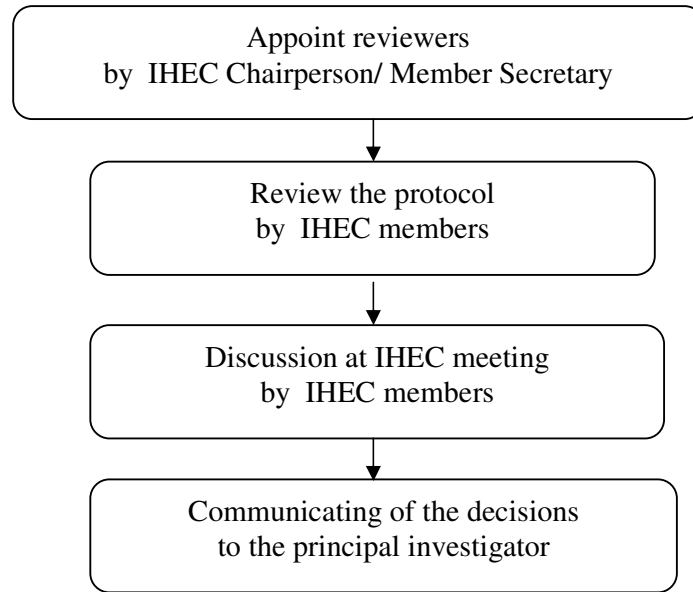 Appoint reviewers
by IHEC Chairperson/ Member Secretary
Review the protocol
by IHEC members
Discussion at IHEC meeting
by IHEC members
Communicating of the decisions
to the principal investigator